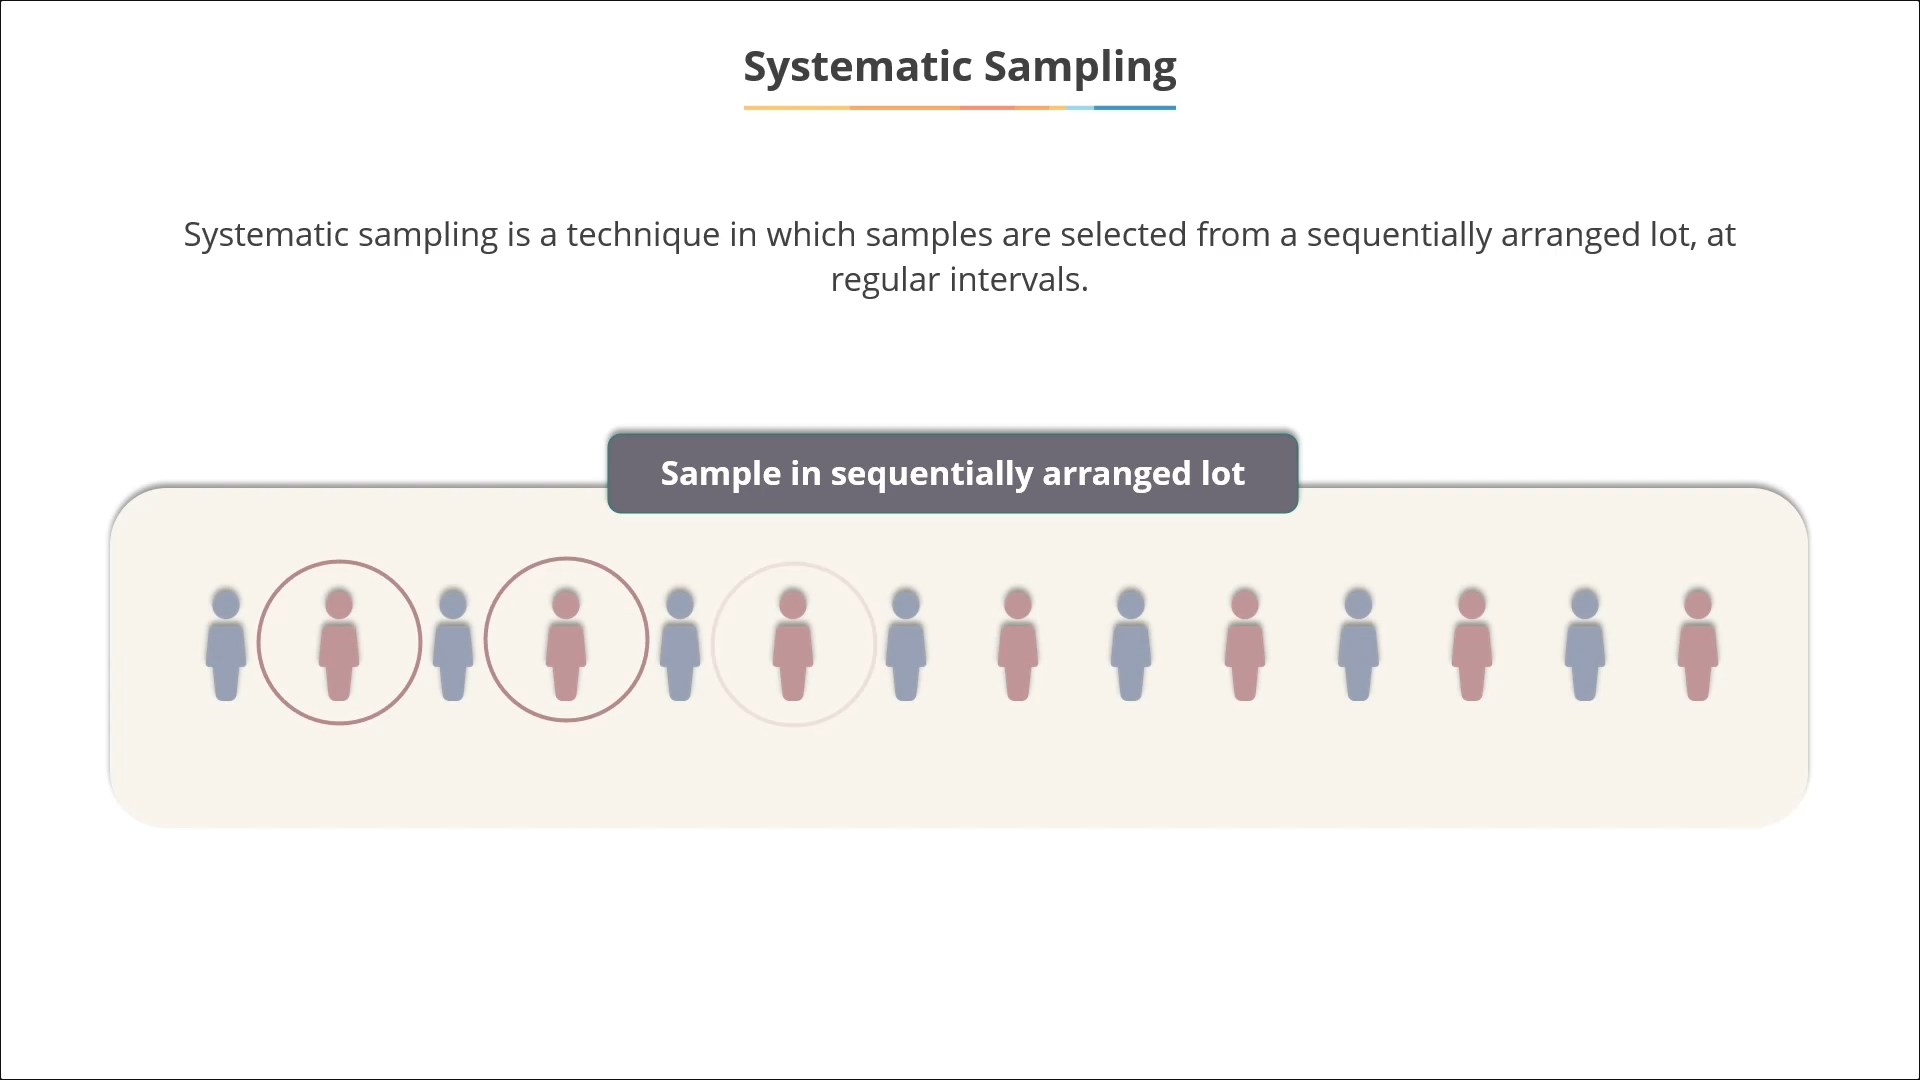 Systematic Sampling
Systematic sampling is a technique in which samples are selected from a sequentially arranged lot, at
regular intervals.
Sample in sequentially arranged lot